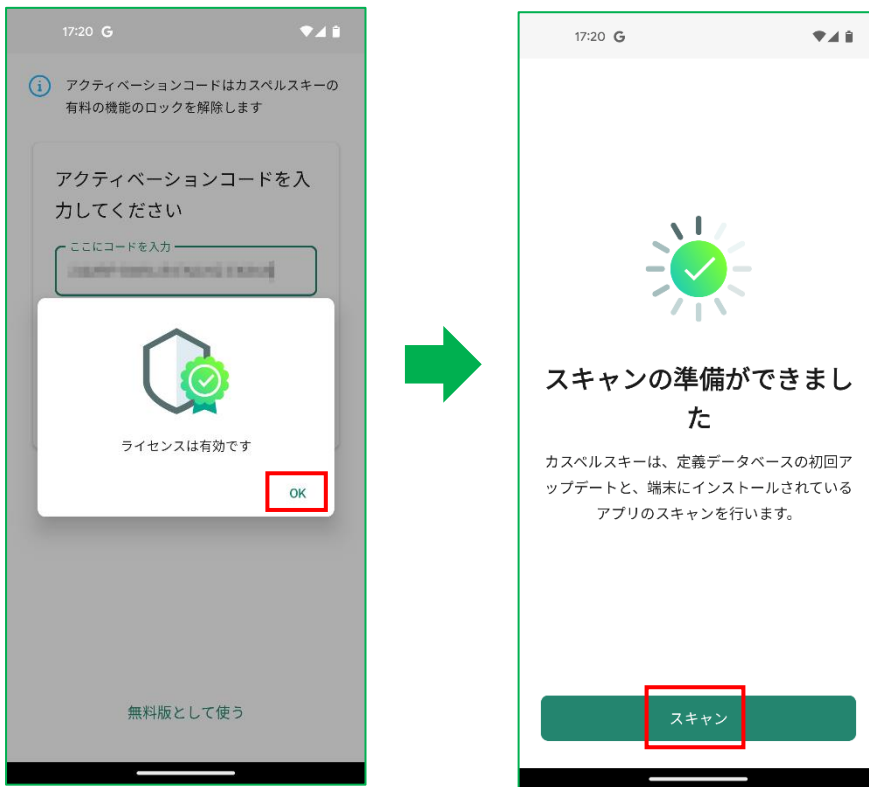 17:20 G
アクティベーションコードはカスペルスキーの
有料の機能のロックを解除します
アクティベーションコードを入
力してください
ここにコードを入力
ライセンスは有効です
OK
無料版として使う
17:20 G
スキャンの準備ができまし
た
カスペルスキーは、定義データベースの初回ア
ップデートと、端末にインストールされている
アプリのスキャンを行います。
スキャン